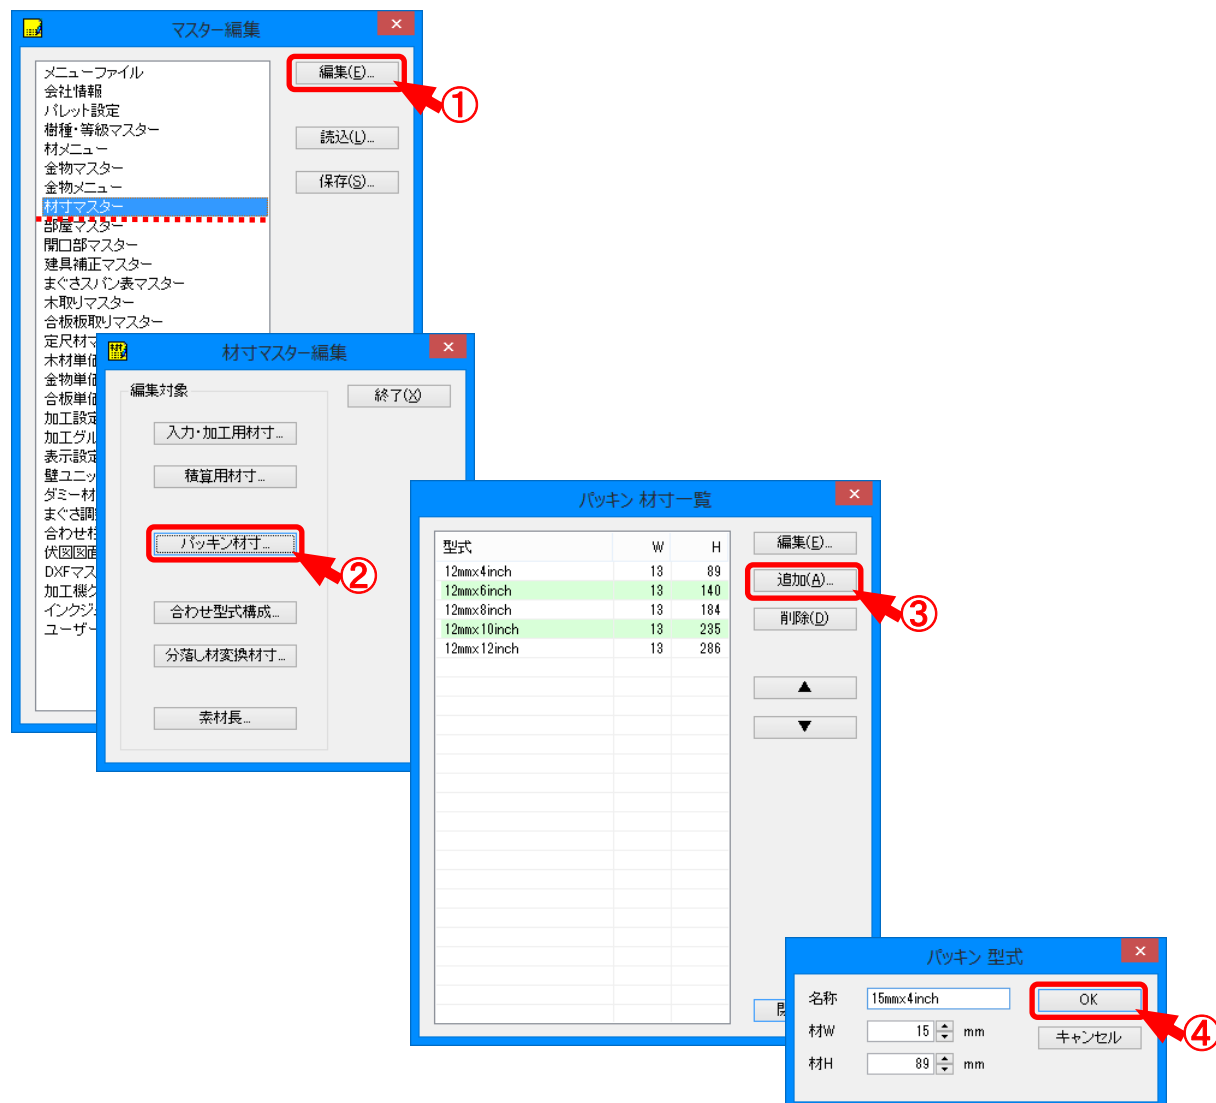 マスター編集
メニューファイル
会社情報
パレット設定
樹種・等級マスター
材メニュー
金物マスター
金物メニュー
材寸マスター
部屋マスター
開口部マスター
建具補正マスター
まぐさスパン表マスター
木取りマスター
合板板取りマスター
定尺材
木材単価
金物単価
合板単価
加工設定
加工グル
表示設定
壁ユニッ
ダミー材
まぐさ調
合わせ柱
伏図図面
DXFマス
加工機
インクジ
ユーザー
編集(E)...
①
読込(L)...
保存(S)...
材寸マスター編集
編集対象
終了(X)
入力・加工用材寸...
積算用材寸...
パッキン材寸...
②
合わせ型式構成...
分落し材変換材寸...
素材長...
パッキン 材寸一覧
型式 W H
12mmx4inch 13 89
12mmx6inch 13 140
12mmx8inch 13 184
12mmx10inch 13 235
12mmx12inch 13 286
編集(E)...
追加(A)...
③
削除(D)
▲
▼
パッキン 型式
名称 15mmx4inch
材W 15 mm
材H 89 mm
OK
④
キャンセル